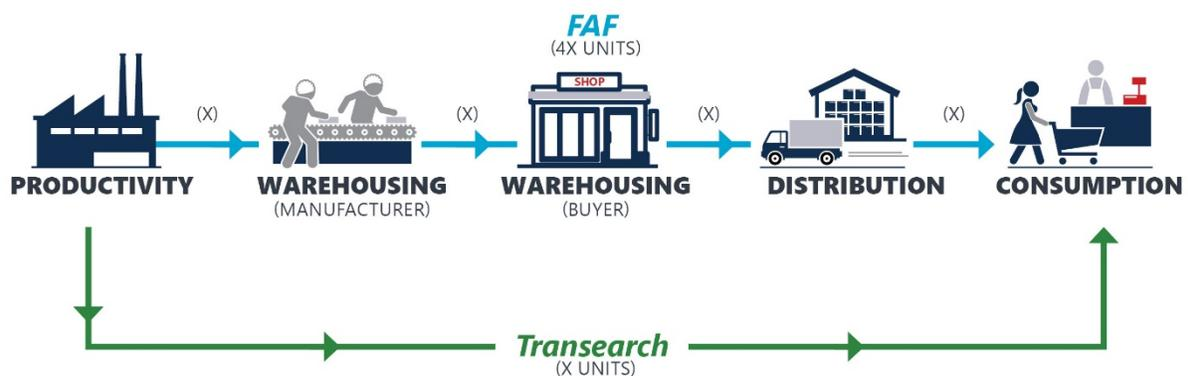 FAF
(4X UNITS)
SHOP
(X)
(X)
(X)
(X)
PRODUCTIVITY
WAREHOUSING
(MANUFACTURER)
WAREHOUSING
(BUYER)
DISTRIBUTION
CONSUMPTION
Transearch
(X UNITS)